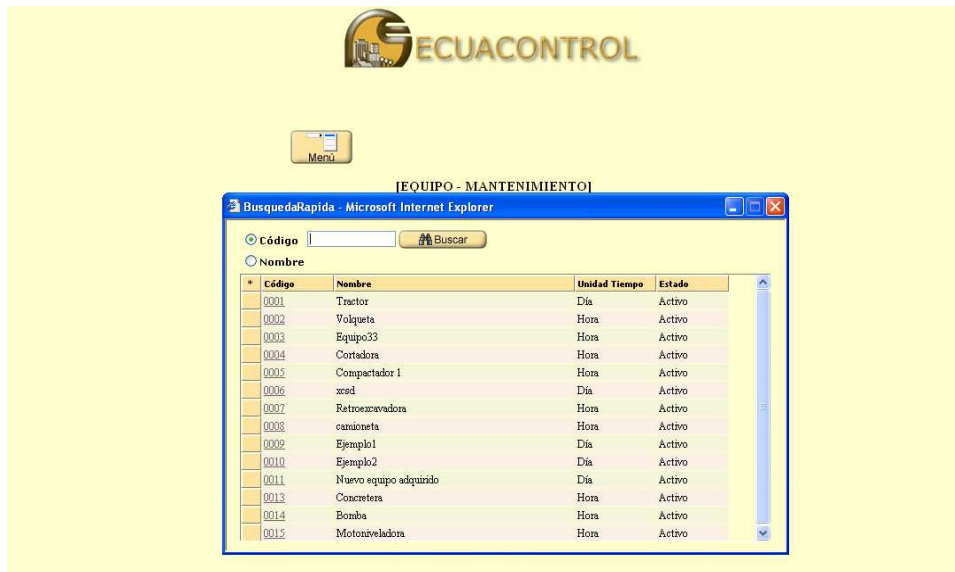 ECUACONTROL
Menú
[EQUIPO - MANTENIMIENTO]
BusquedaRapida - Microsoft Internet Explorer
Código Buscar
Nombre
* Código Nombre Unidad Tiempo Estado
0001 Tractor Día Activo
0002 Volqueta Hora Activo
0003 Equipo33 Hora Activo
0004 Cortadora Hora Activo
0005 Compactador 1 Hora Activo
0006 xcsd Día Activo
0007 Retroexcavadora Hora Activo
0008 camioneta Hora Activo
0009 Ejemplo1 Día Activo
0010 Ejemplo2 Día Activo
0011 Nuevo equipo adquirido Día Activo
0013 Concretera Hora Activo
0014 Bomba Hora Activo
0015 Motoniveladora Hora Activo